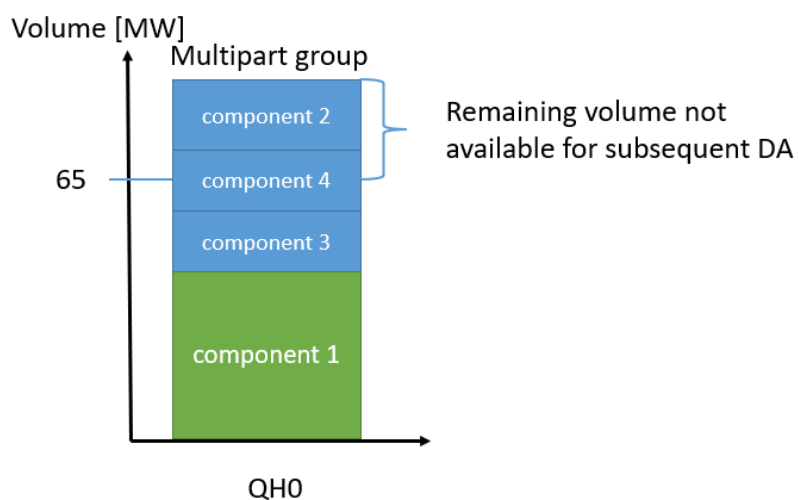 Volume [MW]
Multipart group
component 2
Remaining volume not
available for subsequent DA
65
component 4
component 3
component 1
QH0